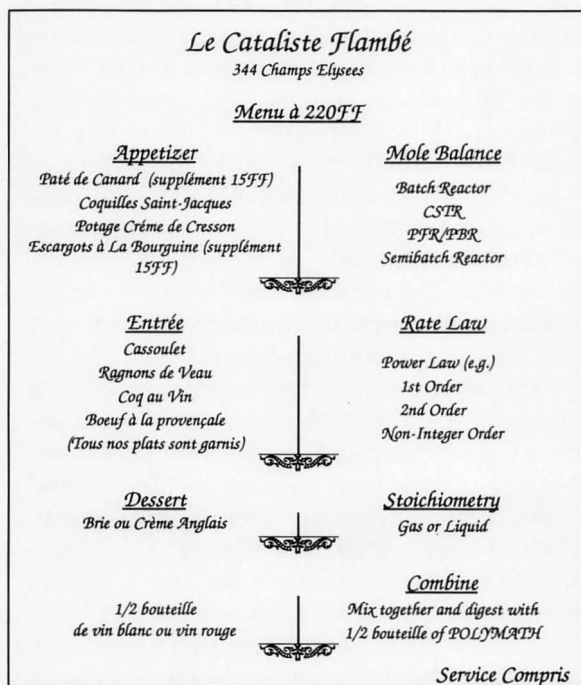 Le Cataliste Flambé
344 Champs Elysees
Menu à 220FF
Appetizer
Paté de Canard (supplément 15FF)
Coquilles Saint-Jacques
Potage Créme de Cresson
Escargots à La Bourguine (supplément
15FF)
Mole Balance
Batch Reactor
CSTR
PFR/PBR
Semibatch Reactor
Entrée
Cassoulet
Ragnons de Veau
Coq au Vin
Boeuf à la provençale
(Tous nos plats sont garnis)
Rate Law
Power Law (e.g.)
1st Order
2nd Order
Non-Integer Order
Dessert
Brie ou Crème Anglais
Stoichiometry
Gas or Liquid
1/2 bouteille
de vin blanc ou vin rouge
Combine
Mix together and digest with
1/2 bouteille of POLYMATH
Service Compris